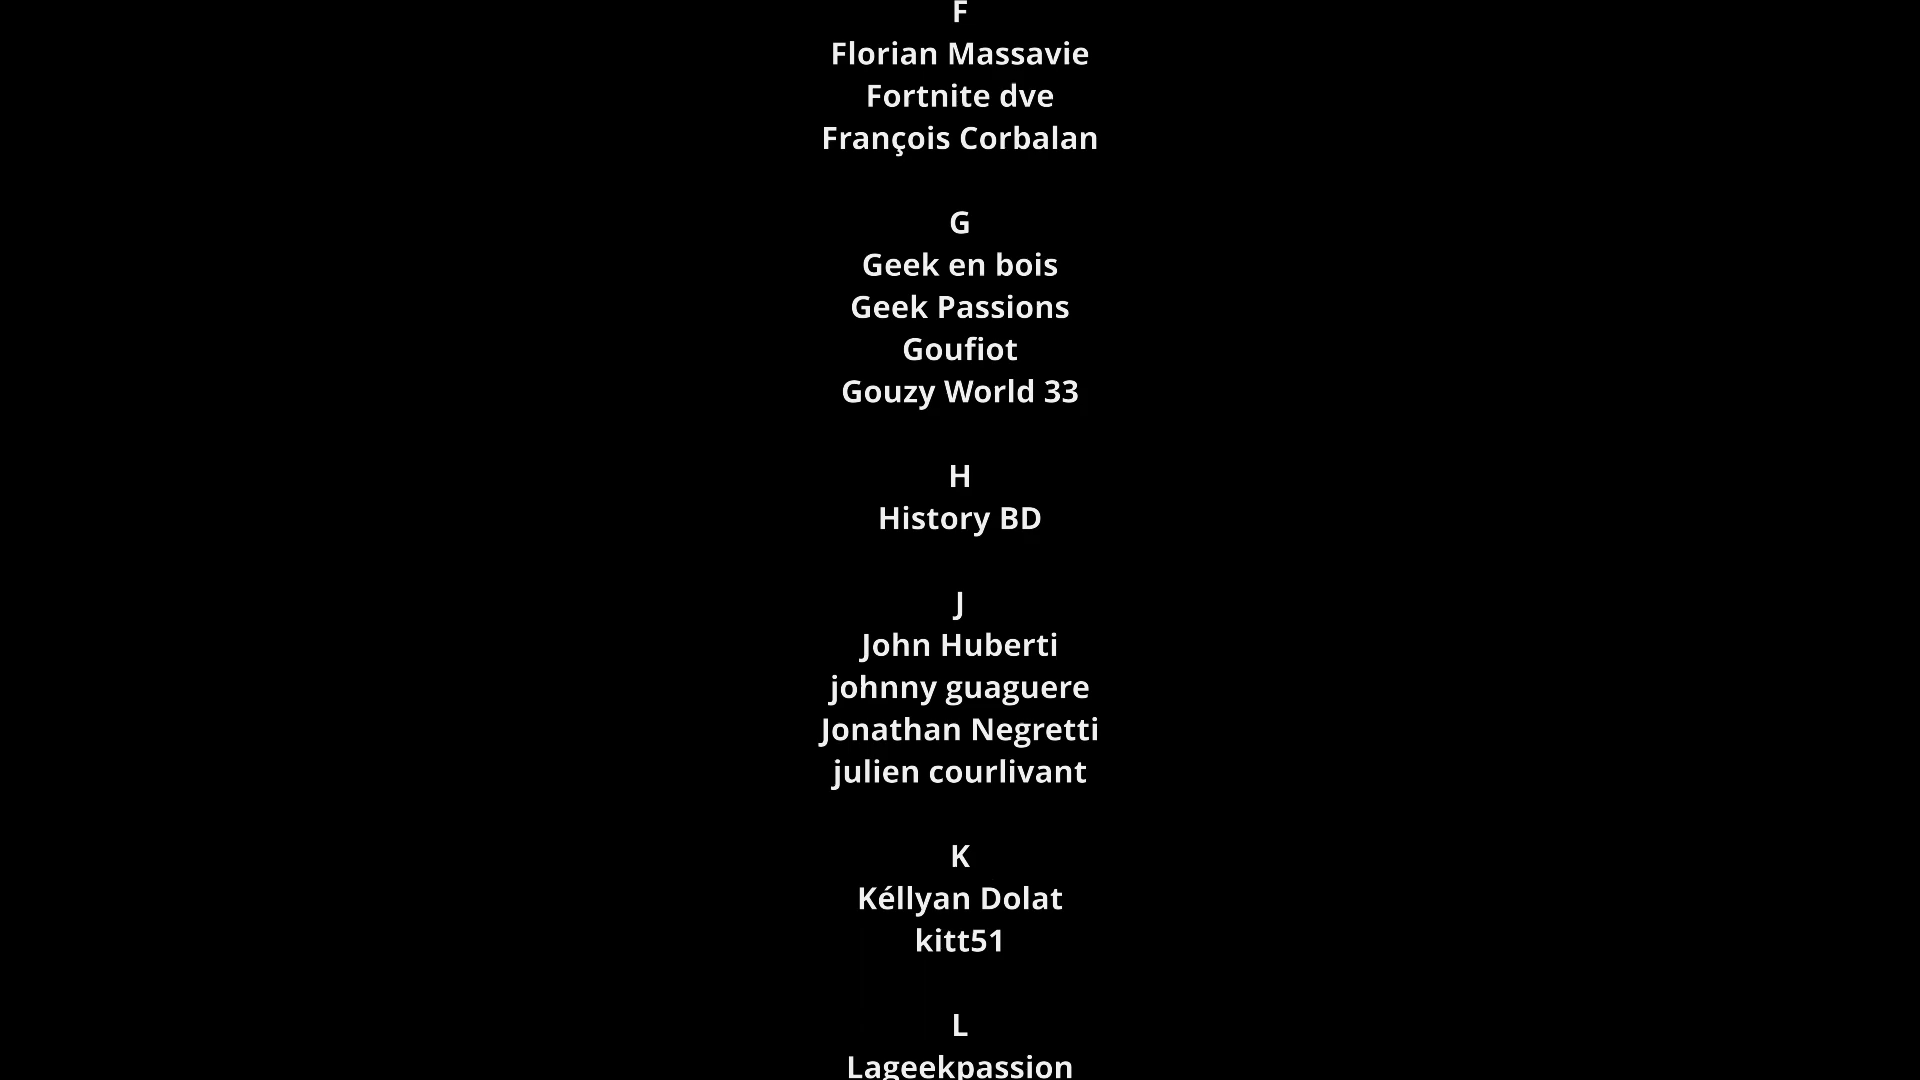 F
Florian Massavie
Fortnite dve
François Corbalan
G
Geek en bois
Geek Passions
Goufiot
Gouzy World 33
H
History BD
J
John Huberti
johnny guaguere
Jonathan Negretti
julien courlivant
K
Kéllyan Dolat
kitt51
L
Lageekpassion